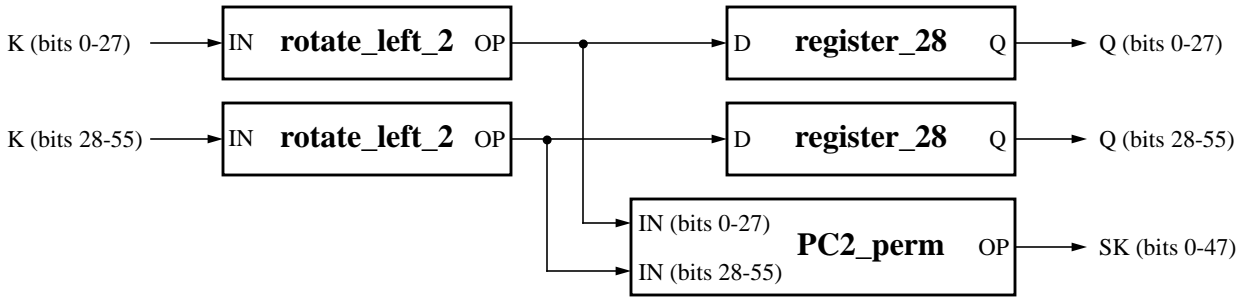 K (bits 0-27) IN rotate_left_2 OP D register_28 Q Q (bits 0-27)
K (bits 28-55) IN rotate_left_2 OP D register_28 Q Q (bits 28-55)
IN (bits 0-27)
PC2_perm OP SK (bits 0-47)
IN (bits 28-55)